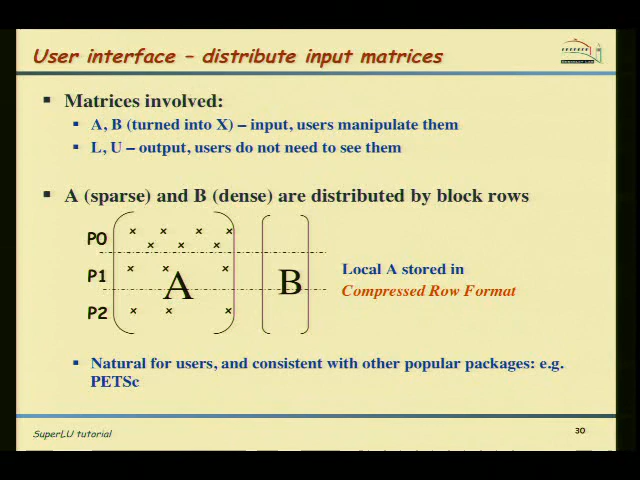 User interface – distribute input matrices
▪ Matrices involved:
▪ A, B (turned into X) – input, users manipulate them
▪ L, U – output, users do not need to see them
▪ A (sparse) and B (dense) are distributed by block rows
P0 x x x x
x x x
P1 x x x
A B
Local A stored in
Compressed Row Format
P2 x x x
▪ Natural for users, and consistent with other popular packages: e.g.
PETSc
SuperLU tutorial
30